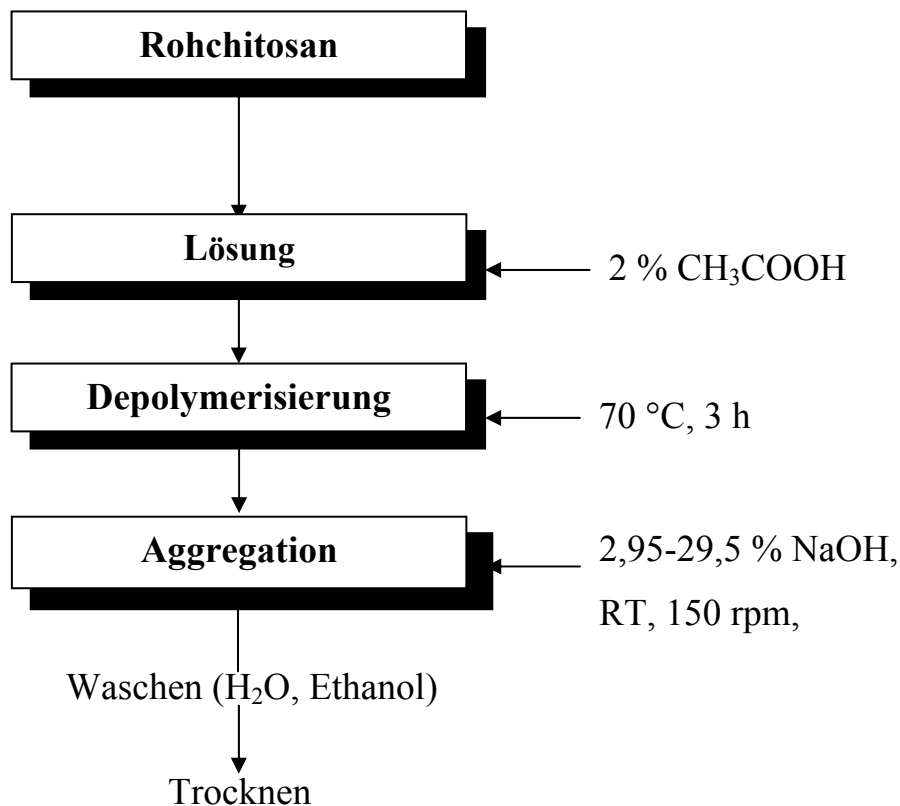 Rohchitosan
Lösung
2 % CH₃COOH
Depolymerisierung
70 °C, 3 h
Aggregation
2,95-29,5 % NaOH,
RT, 150 rpm,
Waschen (H₂O, Ethanol)
Trocknen